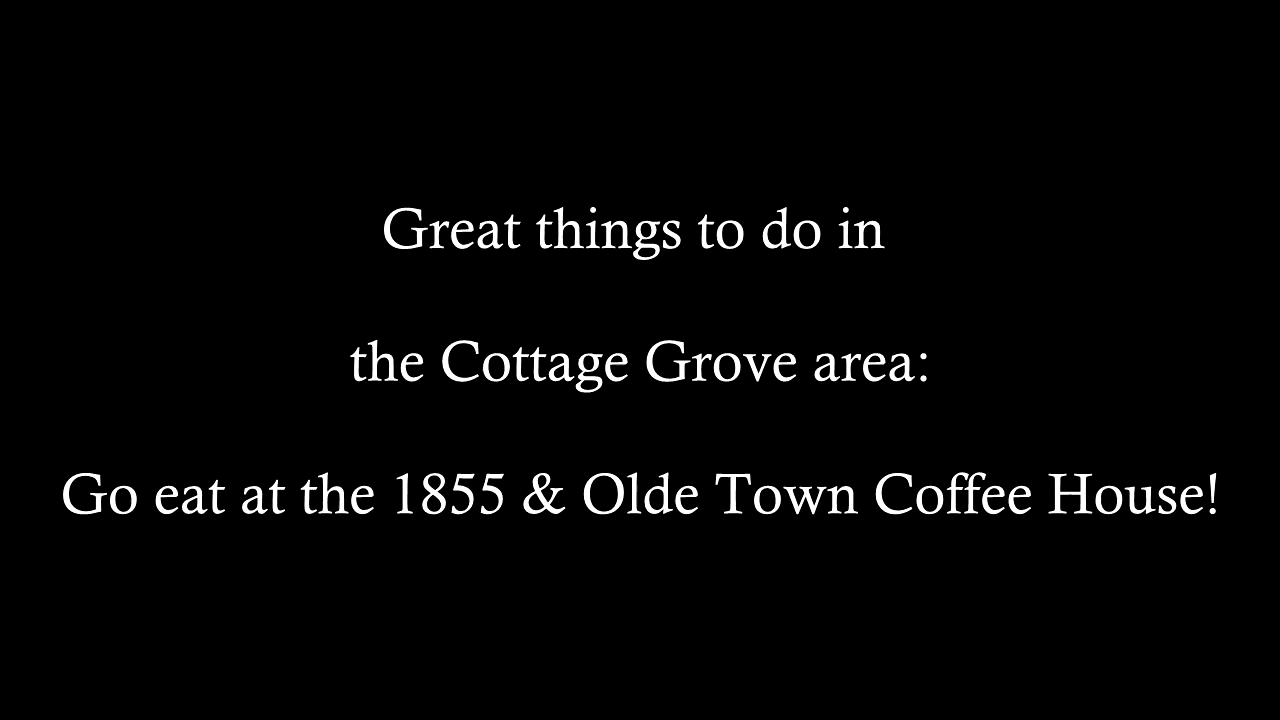 Great things to do in
the Cottage Grove area:
Go eat at the 1855 & Olde Town Coffee House!